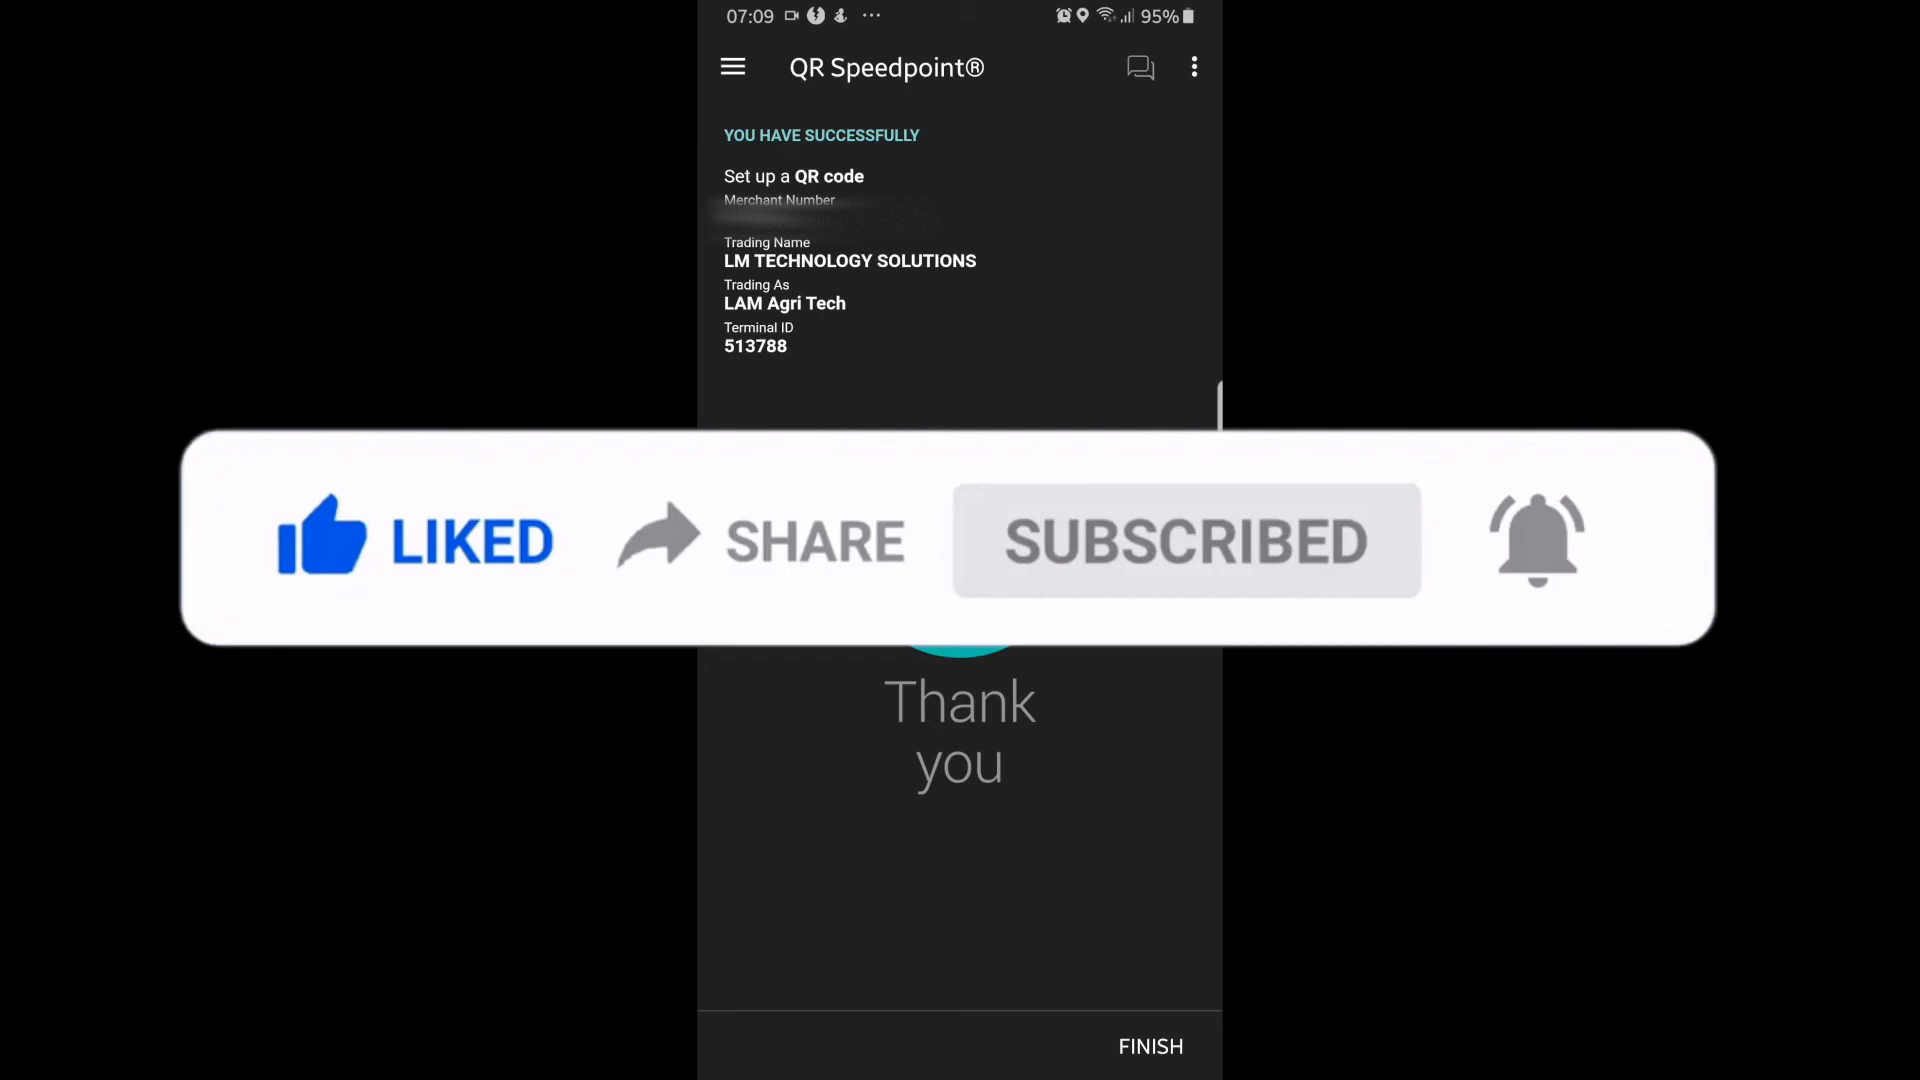 07:09
95%
QR Speedpoint®
YOU HAVE SUCCESSFULLY
Set up a QR code
Merchant Number
Trading Name
LM TECHNOLOGY SOLUTIONS
Trading As
LAM Agri Tech
Terminal ID
513788
LIKED SHARE SUBSCRIBED
Thank
you
FINISH